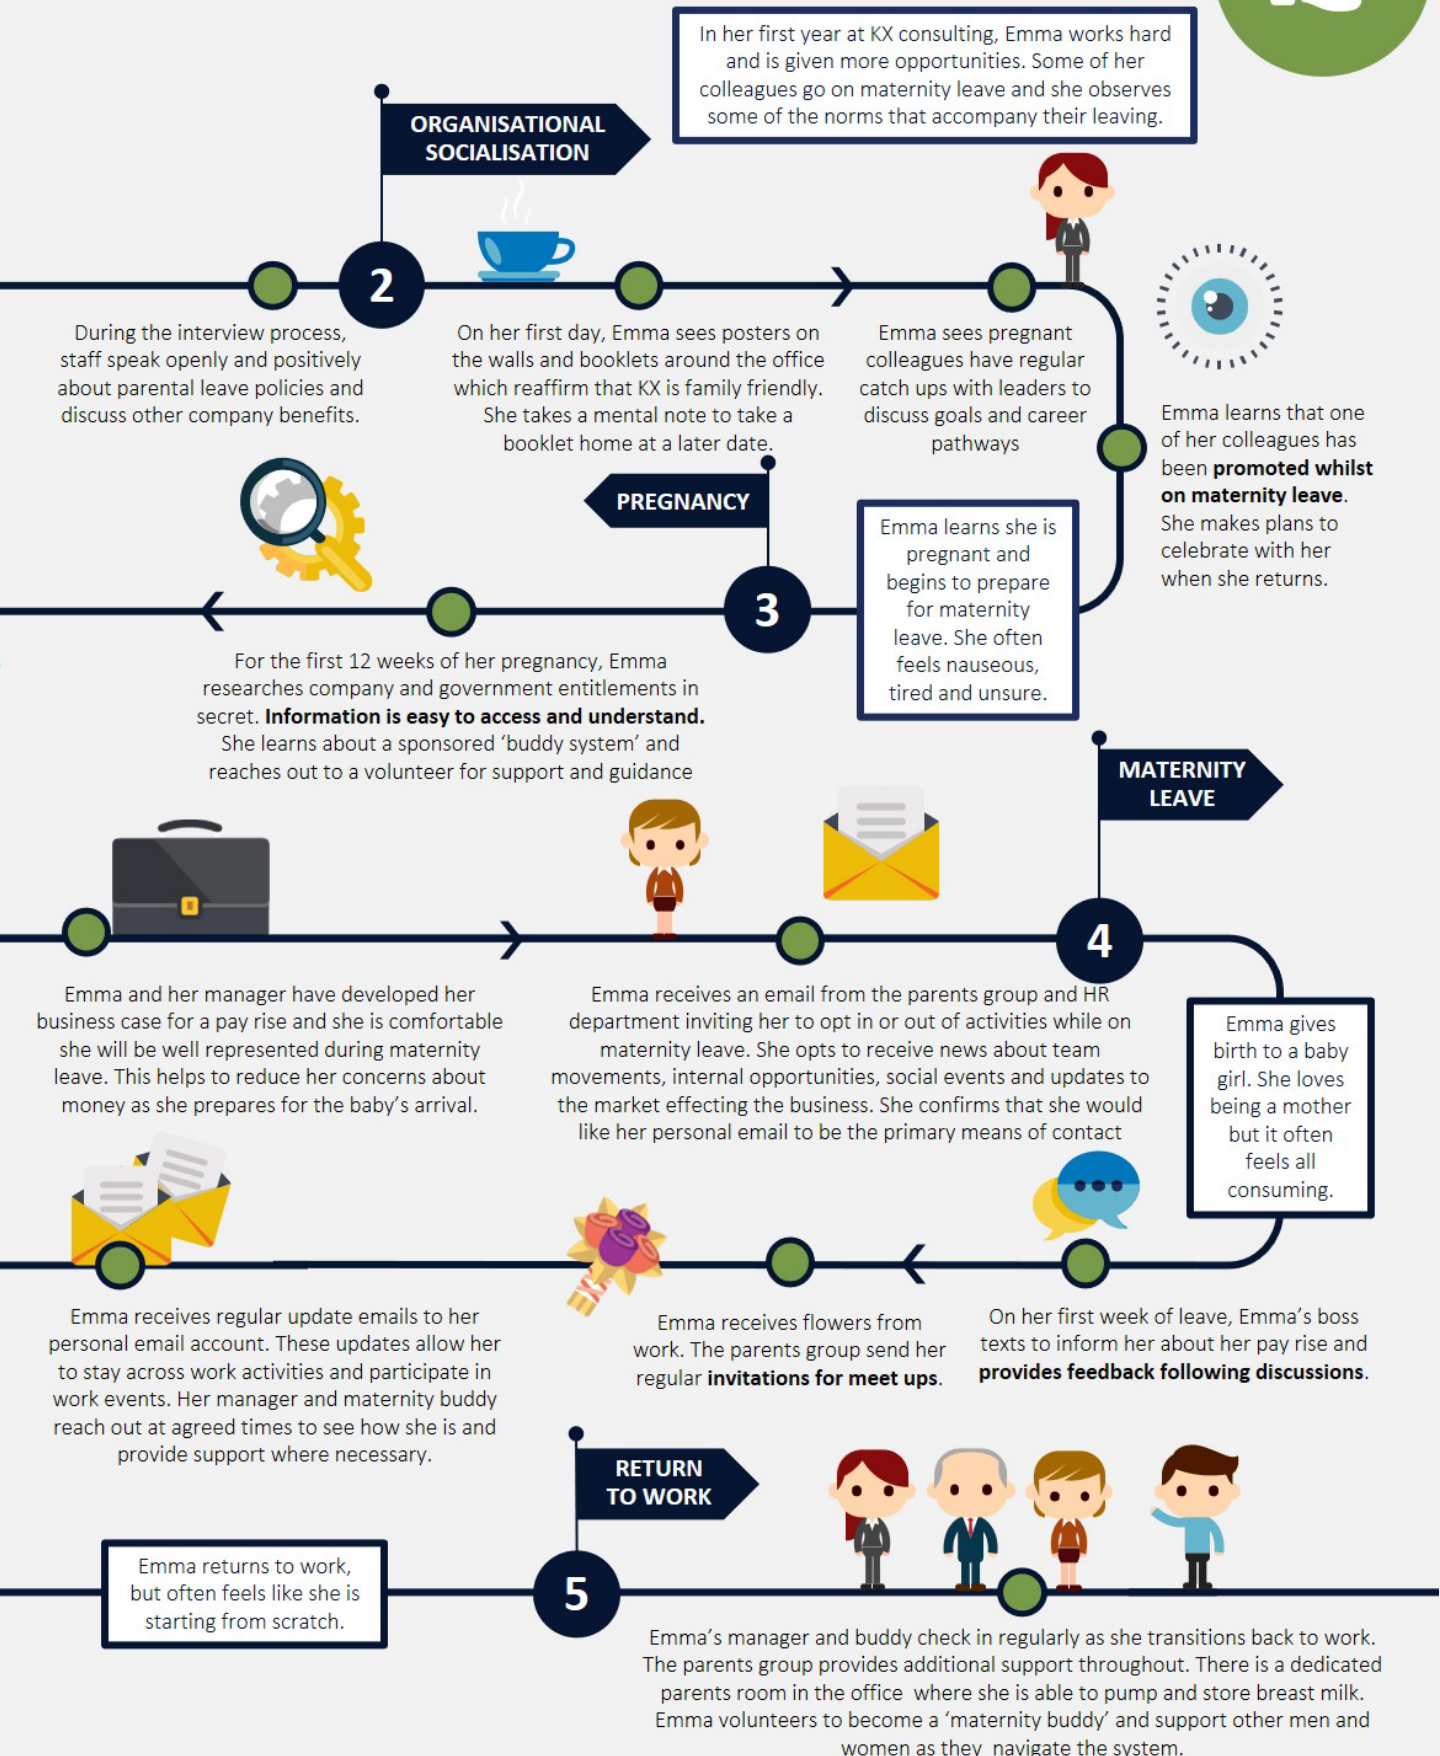 In her first year at KX consulting, Emma works hard
and is given more opportunities. Some of her
colleagues go on maternity leave and she observes
some of the norms that accompany their leaving.
ORGANISATIONAL
SOCIALISATION
2
During the interview process,
staff speak openly and positively
about parental leave policies and
discuss other company benefits.
On her first day, Emma sees posters on
the walls and booklets around the office
which reaffirm that KX is family friendly.
She takes a mental note to take a
booklet home at a later date.
Emma sees pregnant
colleagues have regular
catch ups with leaders to
discuss goals and career
pathways
Emma learns that one
of her colleagues has
been promoted whilst
on maternity leave.
She makes plans to
celebrate with her
when she returns.
PREGNANCY
3
Emma learns she is
pregnant and
begins to prepare
for maternity
leave. She often
feels nauseous,
tired and unsure.
For the first 12 weeks of her pregnancy, Emma
researches company and government entitlements in
secret. Information is easy to access and understand.
She learns about a sponsored ‘buddy system’ and
reaches out to a volunteer for support and guidance
MATERNITY
LEAVE
4
Emma and her manager have developed her
business case for a pay rise and she is comfortable
she will be well represented during maternity
leave. This helps to reduce her concerns about
money as she prepares for the baby’s arrival.
Emma receives an email from the parents group and HR
department inviting her to opt in or out of activities while on
maternity leave. She opts to receive news about team
movements, internal opportunities, social events and updates to
the market effecting the business. She confirms that she would
like her personal email to be the primary means of contact
Emma gives
birth to a baby
girl. She loves
being a mother
but it often
feels all
consuming.
On her first week of leave, Emma’s boss
texts to inform her about her pay rise and
provides feedback following discussions.
Emma receives flowers from
work. The parents group send her
regular invitations for meet ups.
Emma receives regular update emails to her
personal email account. These updates allow her
to stay across work activities and participate in
work events. Her manager and maternity buddy
reach out at agreed times to see how she is and
provide support where necessary.
RETURN
TO WORK
5
Emma returns to work,
but often feels like she is
starting from scratch.
Emma’s manager and buddy check in regularly as she transitions back to work.
The parents group provides additional support throughout. There is a dedicated
parents room in the office where she is able to pump and store breast milk.
Emma volunteers to become a ‘maternity buddy’ and support other men and
women as they navigate the system.